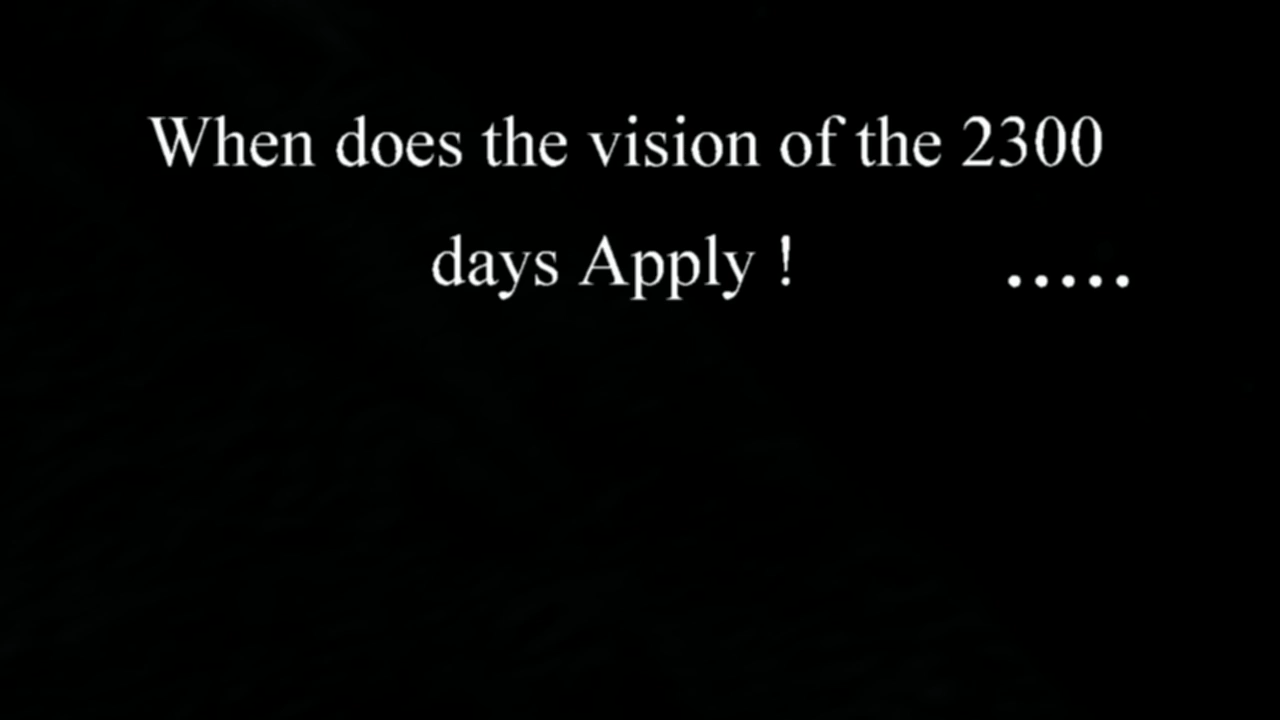 When does the vision of the 2300
days Apply ! .....